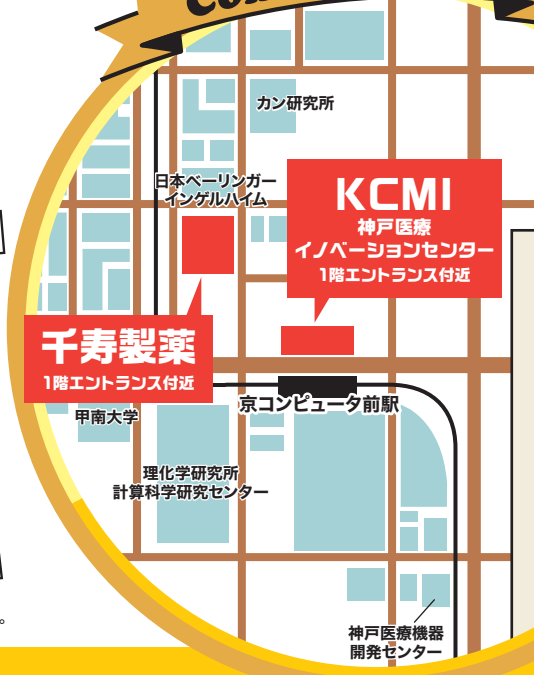 カン研究所
日本ベーリンガー
インゲルハイム
KCMI
神戸医療
イノベーションセンター
1階エントランス付近
千寿製薬
1階エントランス付近
甲南大学
京コンピュータ前駅
理化学研究所
計算科学研究センター
神戸医療機器
開発センター
。